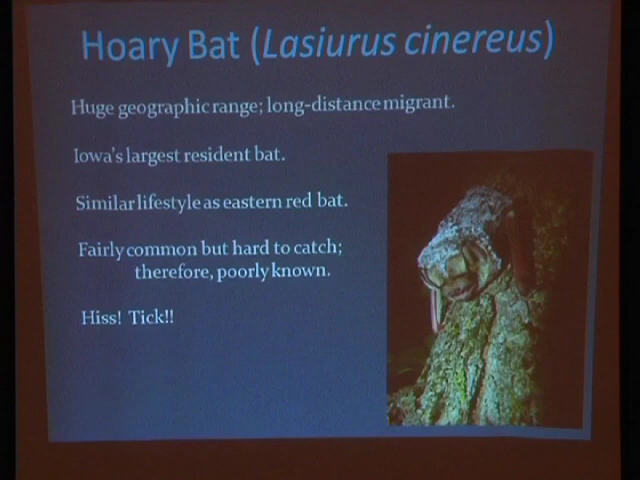 Hoary Bat (Lasiurus cinereus)
Huge geographic range; long-distance migrant.
Iowa's largest resident bat.
Similar lifestyle as eastern red bat.
Fairly common but hard to catch;
therefore, poorly known.
Hiss! Tick!!